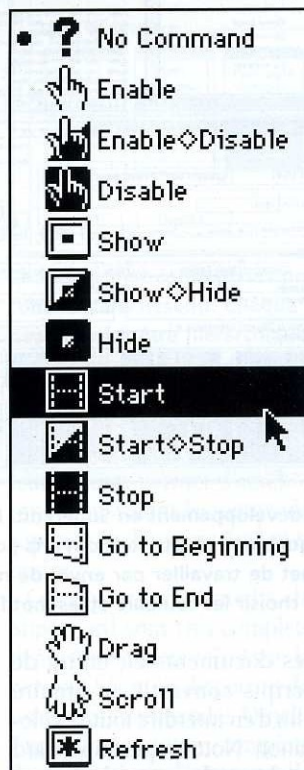 No Command
Enable
Enable◇Disable
Disable
Show
Show◇Hide
Hide
Start
Start◇Stop
Stop
Go to Beginning
Go to End
Drag
Scroll
Refresh